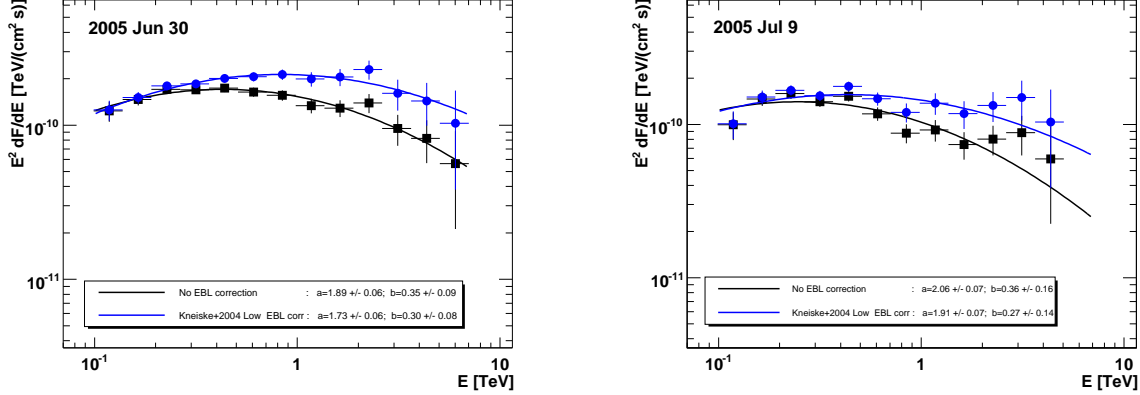 2005 Jun 30
E² dF/dE [TeV/(cm² s)]
10⁻¹⁰
10⁻¹¹
No EBL correction : a=1.89 +/- 0.06; b=0.35 +/- 0.09
Kneiske+2004 Low EBL corr : a=1.73 +/- 0.06; b=0.30 +/- 0.08
10⁻¹ 1 10
E [TeV]
2005 Jul 9
E² dF/dE [TeV/(cm² s)]
10⁻¹⁰
10⁻¹¹
No EBL correction : a=2.06 +/- 0.07; b=0.36 +/- 0.16
Kneiske+2004 Low EBL corr : a=1.91 +/- 0.07; b=0.27 +/- 0.14
10⁻¹ 1 10
E [TeV]